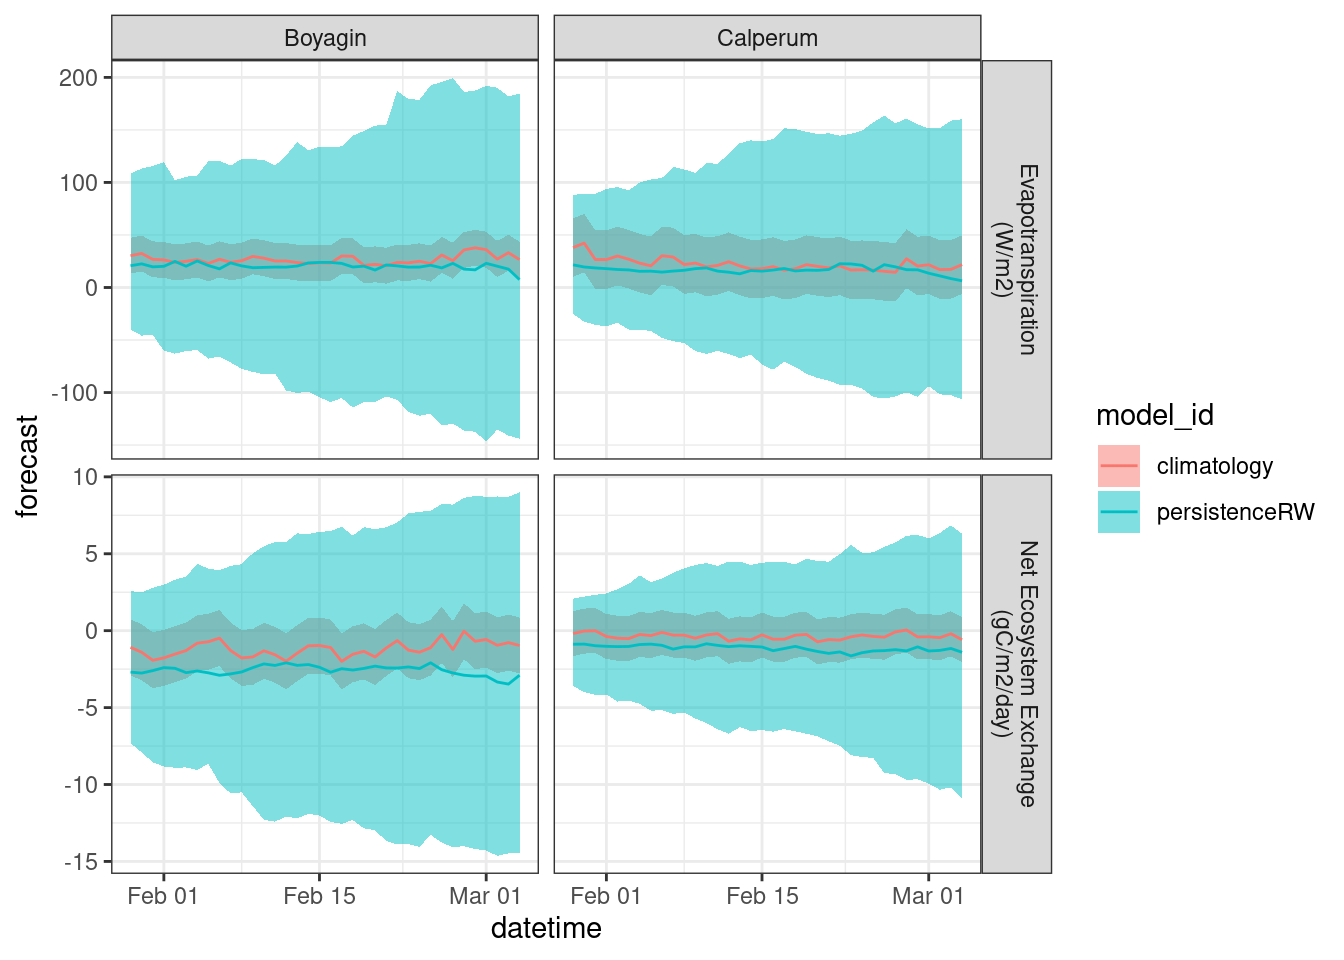 Boyagin
Calperum
200
100
0
-100
Evapotranspiration
(W/m2)
10
5
0
-5
-10
-15
Net Ecosystem Exchange
(gC/m2/day)
Feb 01
Feb 15
Mar 01
Feb 01
Feb 15
Mar 01
datetime
forecast
model_id
climatology
persistenceRW